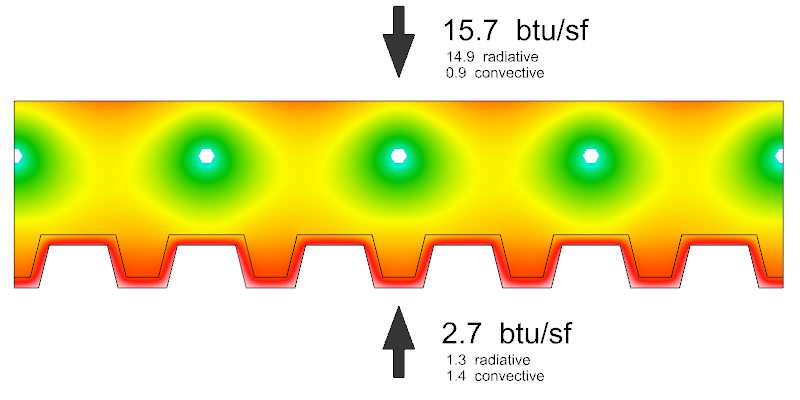 15.7 btu/sf
14.9 radiative
0.9 convective
2.7 btu/sf
1.3 radiative
1.4 convective